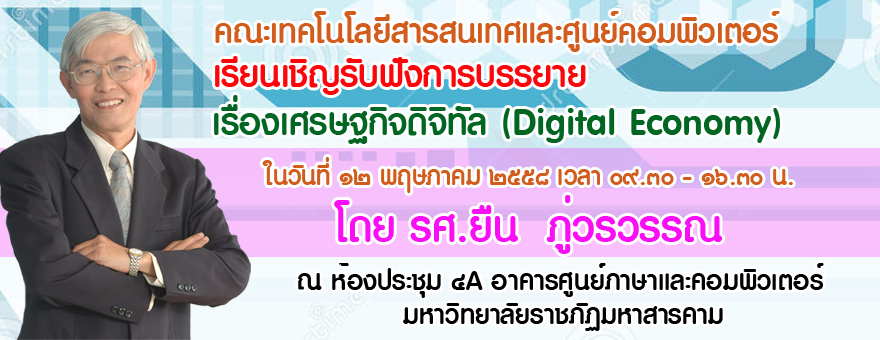 คณะเทคโนโลยีสารสนเทศและศูนย์คอมพิวเตอร์
เรียนเชิญรับฟังการบรรยาย
เรื่องเศรษฐกิจดิจิทัล (Digital Economy)
ในวันที่ ๑๒ พฤษภาคม ๒๕๕๘ เวลา ๐๙.๓๐ - ๑๖.๓๐ น.
โดย รศ.ยืน ภู่วรวรรณ
ณ ห้องประชุม ๔A อาคารศูนย์ภาษาและคอมพิวเตอร์
มหาวิทยาลัยราชภัฏมหาสารคาม